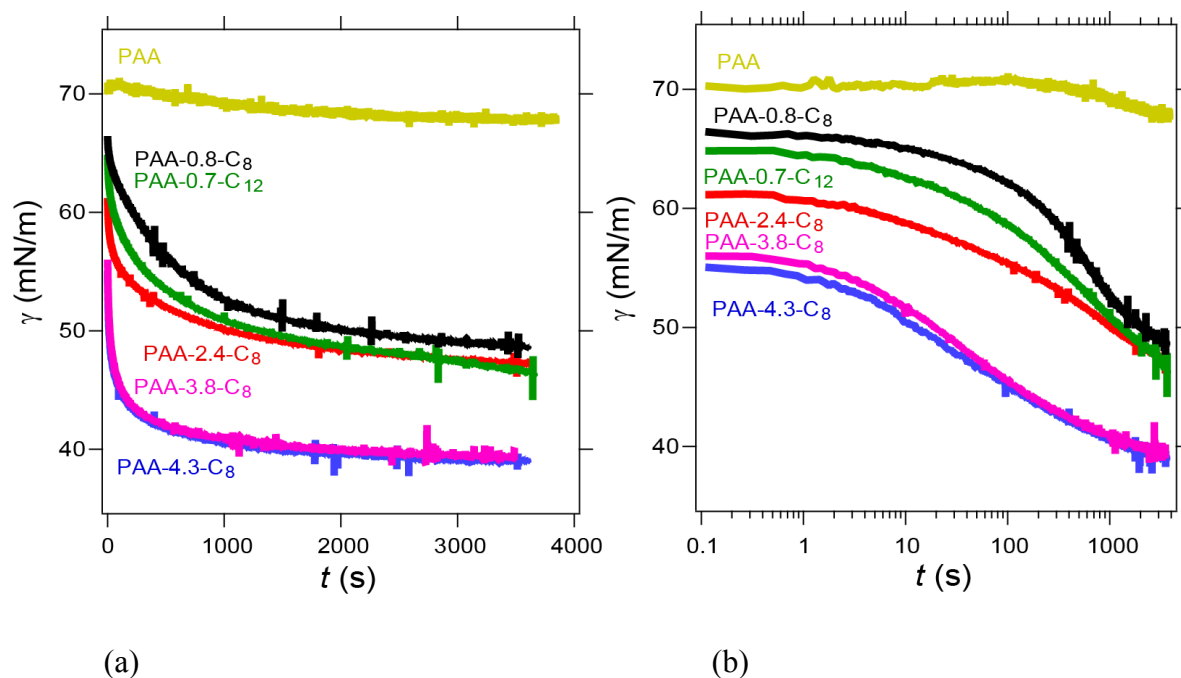 70
60
50
40
γ (mN/m)
PAA
PAA-0.8-C8
PAA-0.7-C12
PAA-2.4-C8
PAA-3.8-C8
PAA-4.3-C8
0
1000
2000
3000
4000
t (s)
(a)
70
60
50
40
γ (mN/m)
PAA
PAA-0.8-C8
PAA-0.7-C12
PAA-2.4-C8
PAA-3.8-C8
PAA-4.3-C8
0.1
1
10
100
1000
t (s)
(b)